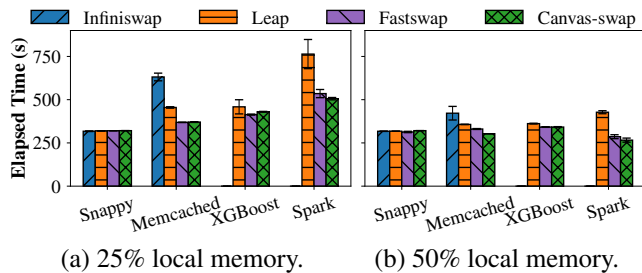 Infiniswap Leap Fastswap Canvas-swap
Elapsed Time (s)
750
500
250
0
Snappy Memcached XGBoost Spark
Snappy Memcached XGBoost Spark
(a) 25% local memory.
(b) 50% local memory.